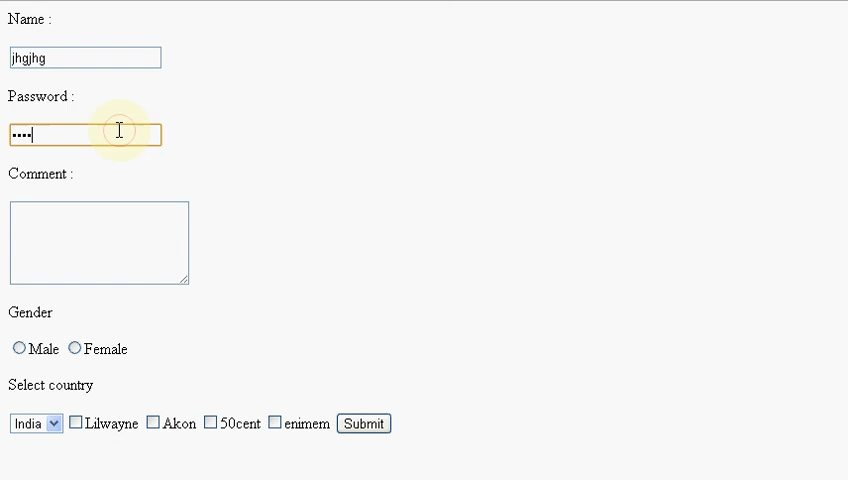 Name :
jhgjhg
Password :
••••
Comment :
Gender
Male Female
Select country
India Lilwayne Akon 50cent enimem Submit